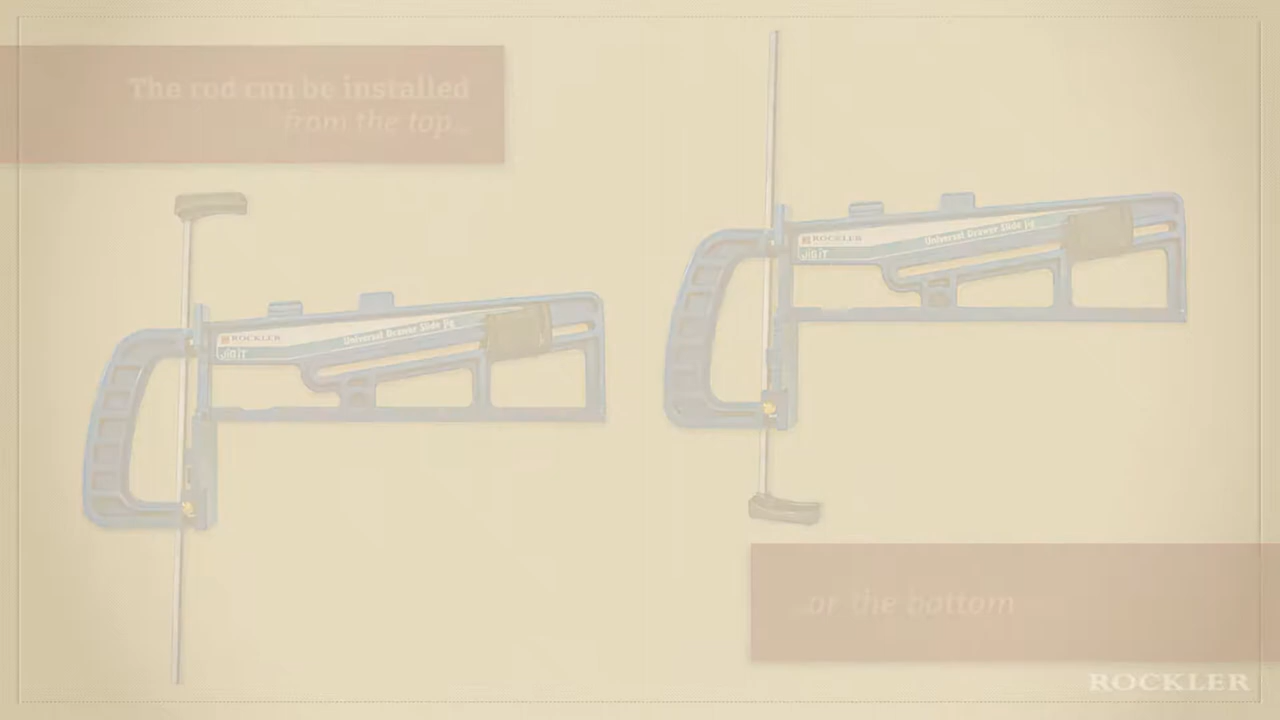 The rod can be installed
from the top...
ROCKLER
Universal Drawer Slide Jig
JIG IT
ROCKLER
Universal Drawer Slide Jig
JIG IT
...or the bottom
ROCKLER